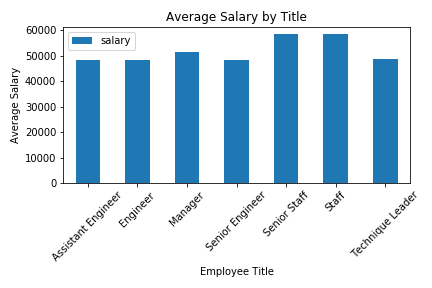 Average Salary by Title
salary
Average Salary
60000
50000
40000
30000
20000
10000
0
Assistant Engineer
Engineer
Manager
Senior Engineer
Senior Staff
Staff
Technique Leader
Employee Title